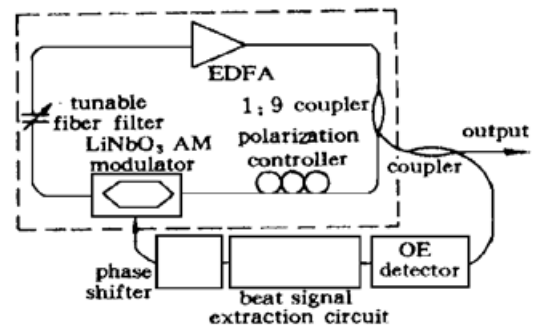 EDFA
1:9 coupler
tunable
fiber filter
LiNbO₃ AM
modulator
polarization
controller
output
coupler
phase
shifter
OE
detector
beat signal
extraction circuit